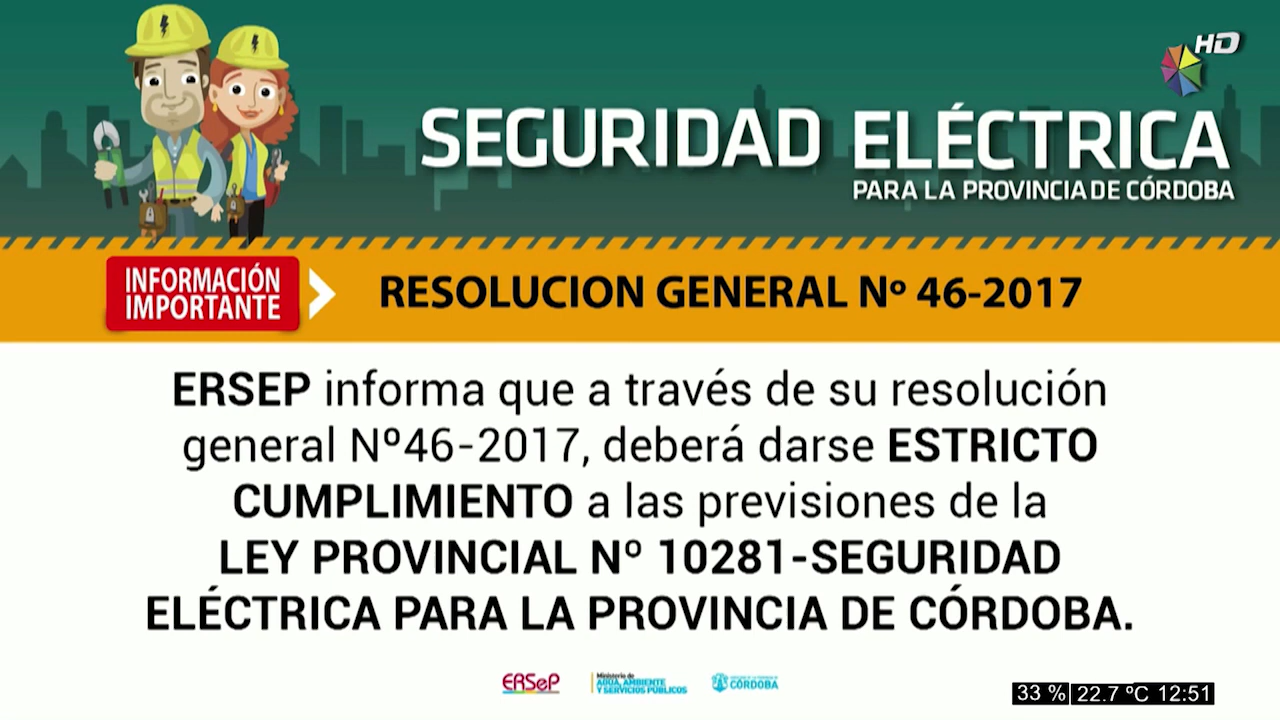 HD
SEGURIDAD ELÉCTRICA
PARA LA PROVINCIA DE CÓRDOBA
INFORMACIÓN
IMPORTANTE
RESOLUCION GENERAL Nº 46-2017
ERSEP informa que a través de su resolución
general Nº46-2017, deberá darse ESTRICTO
CUMPLIMIENTO a las previsiones de la
LEY PROVINCIAL Nº 10281-SEGURIDAD
ELÉCTRICA PARA LA PROVINCIA DE CÓRDOBA.
ERSeP
Ministerio de
AGUA, AMBIENTE
Y SERVICIOS PÚBLICOS
CÓRDOBA
33 % 22.7 ºC 12:51